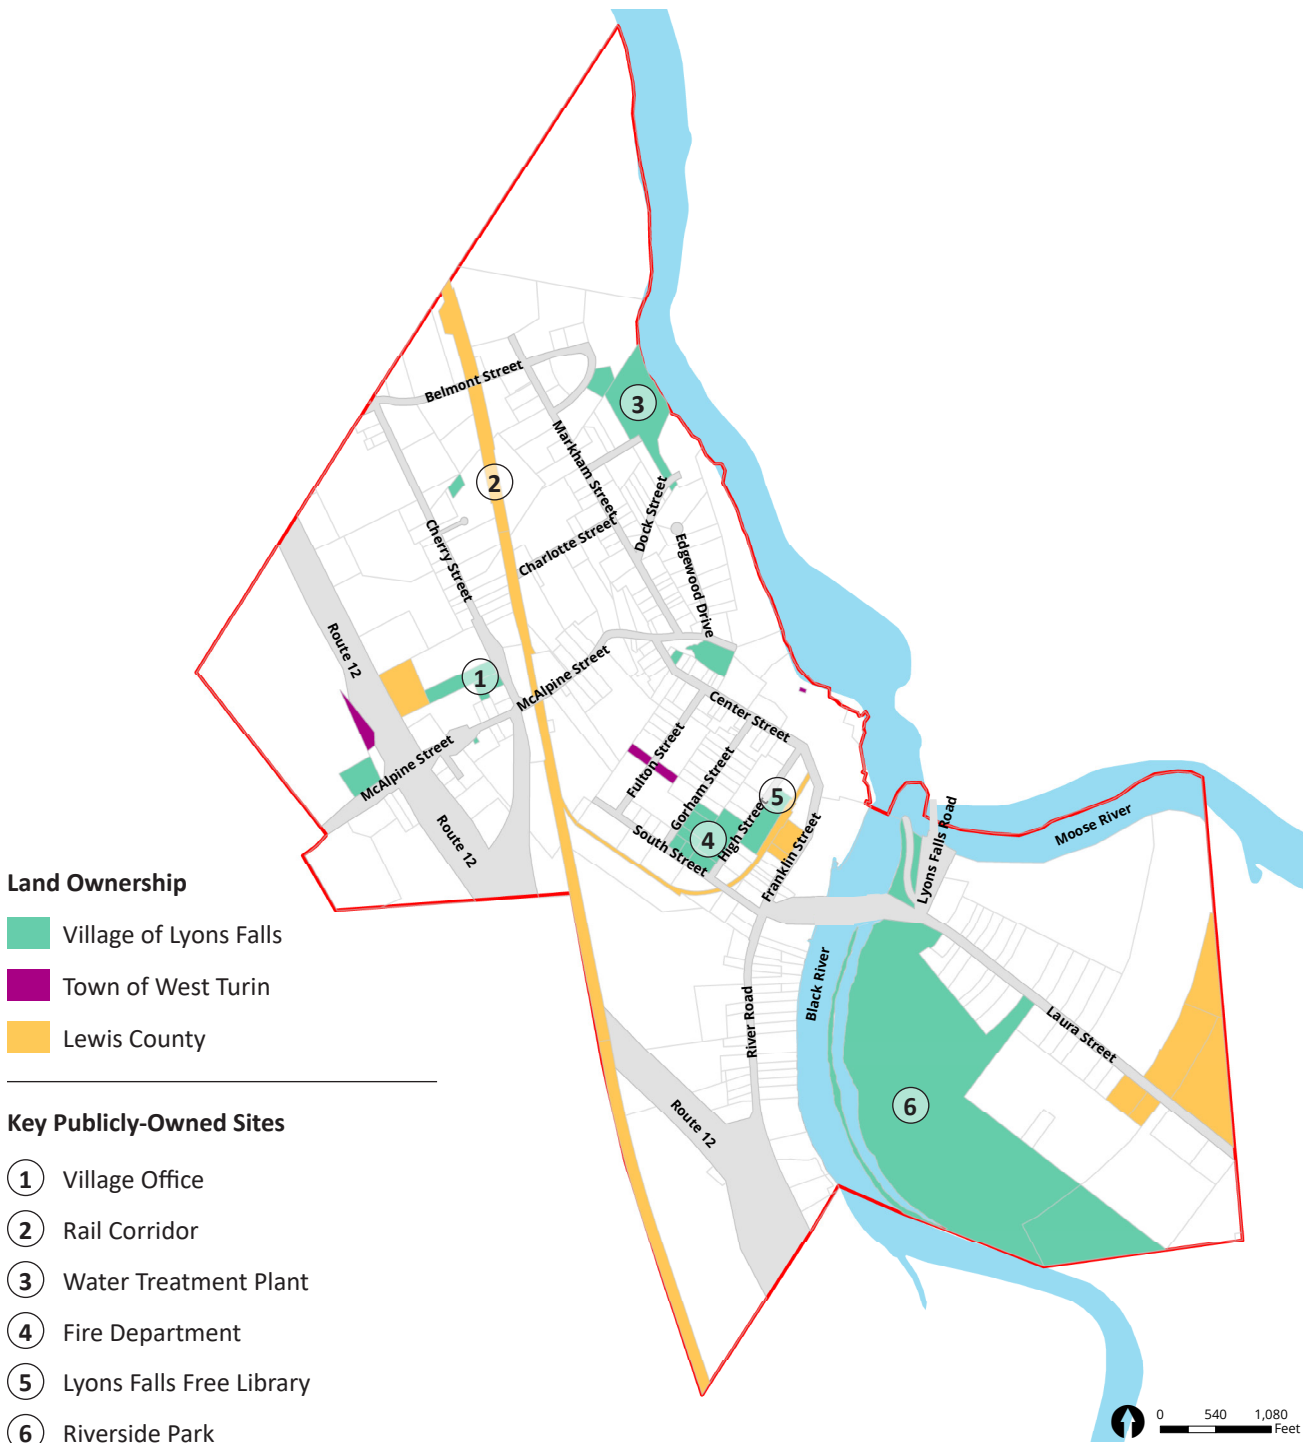 Belmont Street
3
Markham Street
2
Dock Street
Cherry Street
Charlotte Street
Edgewood Drive
Route 12
1
McAlpine Street
Center Street
Fulton Street
McAlpine Street
Gorham Street
5
High Street
4
South Street
Franklin Street
Route 12
Lyons Falls Road
Moose River
Black River
River Road
Laura Street
6
Route 12
Land Ownership
Village of Lyons Falls
Town of West Turin
Lewis County
Key Publicly-Owned Sites
1 Village Office
2 Rail Corridor
3 Water Treatment Plant
4 Fire Department
5 Lyons Falls Free Library
6 Riverside Park
0 540 1,080
Feet